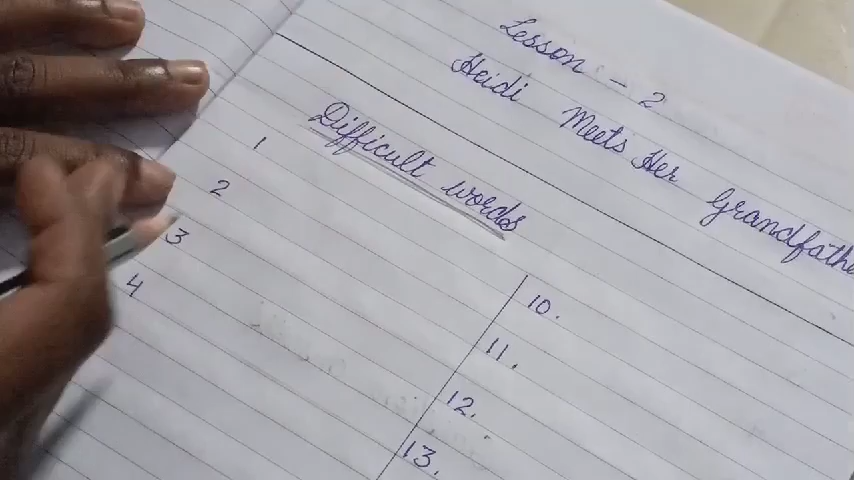 Lesson - 2
Heidi Meets Her Grandfathe
Difficult words
1
2
3
4
10.
11.
12.
13.